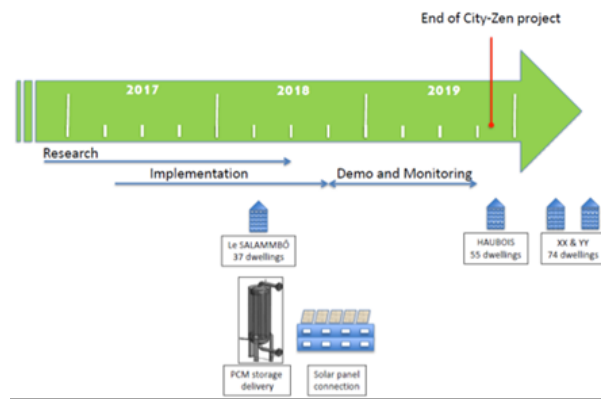 End of City-Zen project
2017
2018
2019
Research
Implementation
Demo and Monitoring
Le SALAMMBÔ
37 dwellings
HAUBOIS
55 dwellings
XX & YY
74 dwellings
PCM storage
delivery
Solar panel
connection